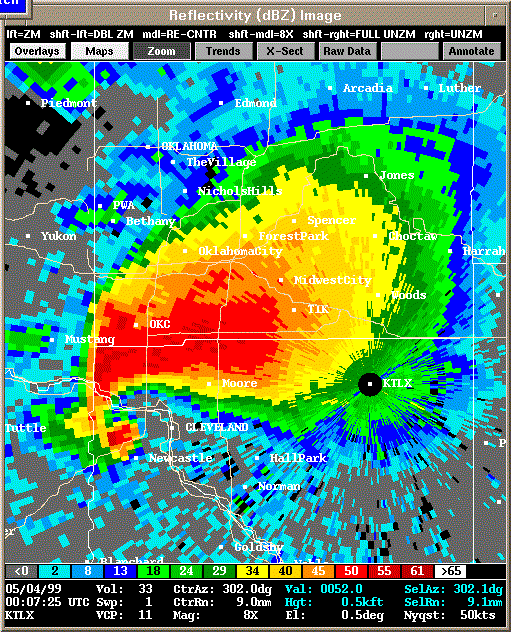 Reflectivity (dBZ) Image
lft=ZM shft-lft=DBL ZM mdl=RE-CNTR shft-mdl=8X shft-rght=FULL UNZM rght=UNZM
Overlays Maps Zoom Trends X-Sect Raw Data Annotate
Arcadia Luther
Piedmont Edmond
OKLAHOMA
TheVillage
Jones
NicholsHills
PWA
Bethany Spencer
Yukon ForestPark Choctaw
OklahomaCity Harrah
MidwestCity
Woods
TIK
OKC
Mustang
Moore KTLX
Tuttle CLEVELAND
P
Newcastle HallPark
Norman
er
Goldsby
Blanchard
<0 2 8 13 18 24 29 34 40 45 50 55 61 >65
05/04/99 Vol: 33 CtrAz: 302.0dg Val: 0052.0 SelAz: 302.1dg
00:07:25 UTC Swp: 1 CtrRn: 9.0nm Hgt: 0.5kft SelRn: 9.1nm
KTLX VCP: 11 Mag: 8X El: 0.5deg Nyqst: 50kts